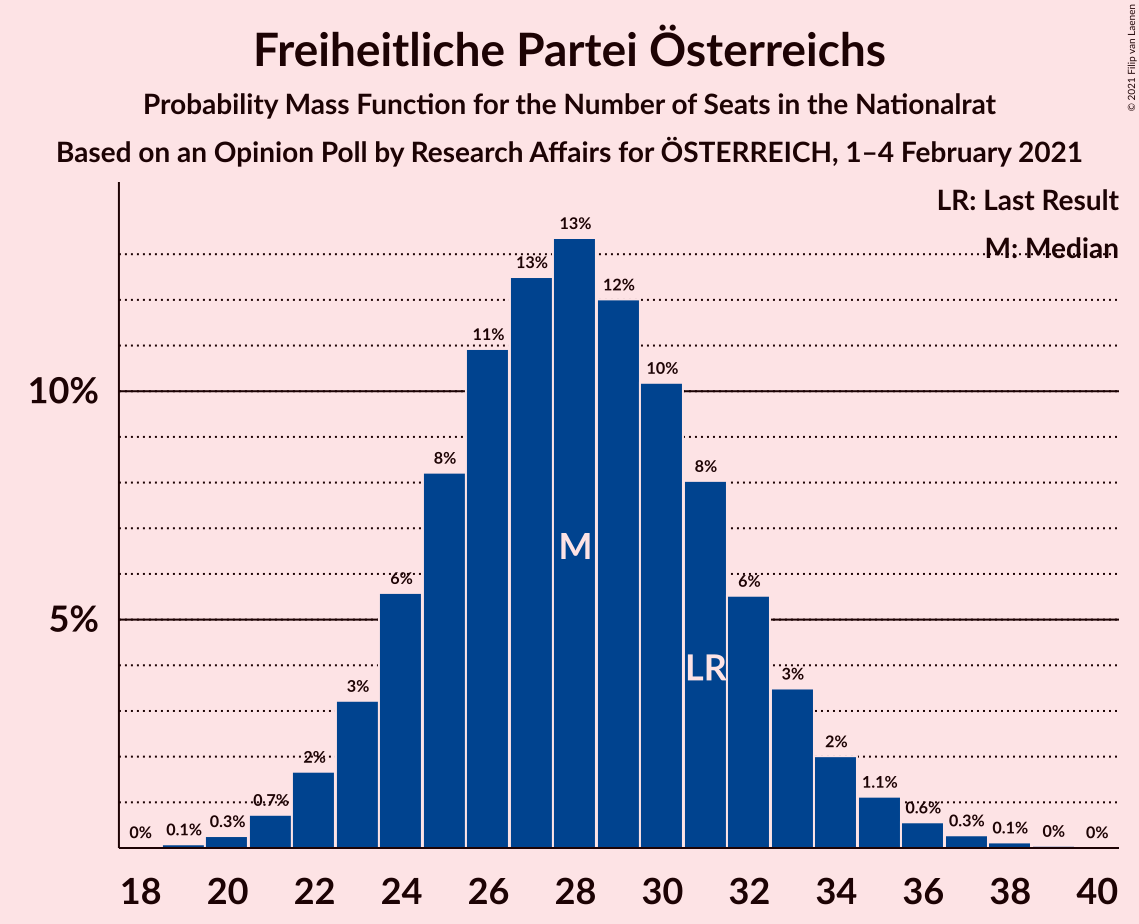 Freiheitliche Partei Österreichs
Probability Mass Function for the Number of Seats in the Nationalrat
Based on an Opinion Poll by Research Affairs for ÖSTERREICH, 1–4 February 2021
© 2021 Filip van Laenen
LR: Last Result
M: Median
10%
5%
0%
0.1%
0.3%
0.7%
2%
3%
6%
8%
11%
13%
13%
12%
10%
8%
6%
3%
2%
1.1%
0.6%
0.3%
0.1%
0%
0%
M
LR
18 20 22 24 26 28 30 32 34 36 38 40